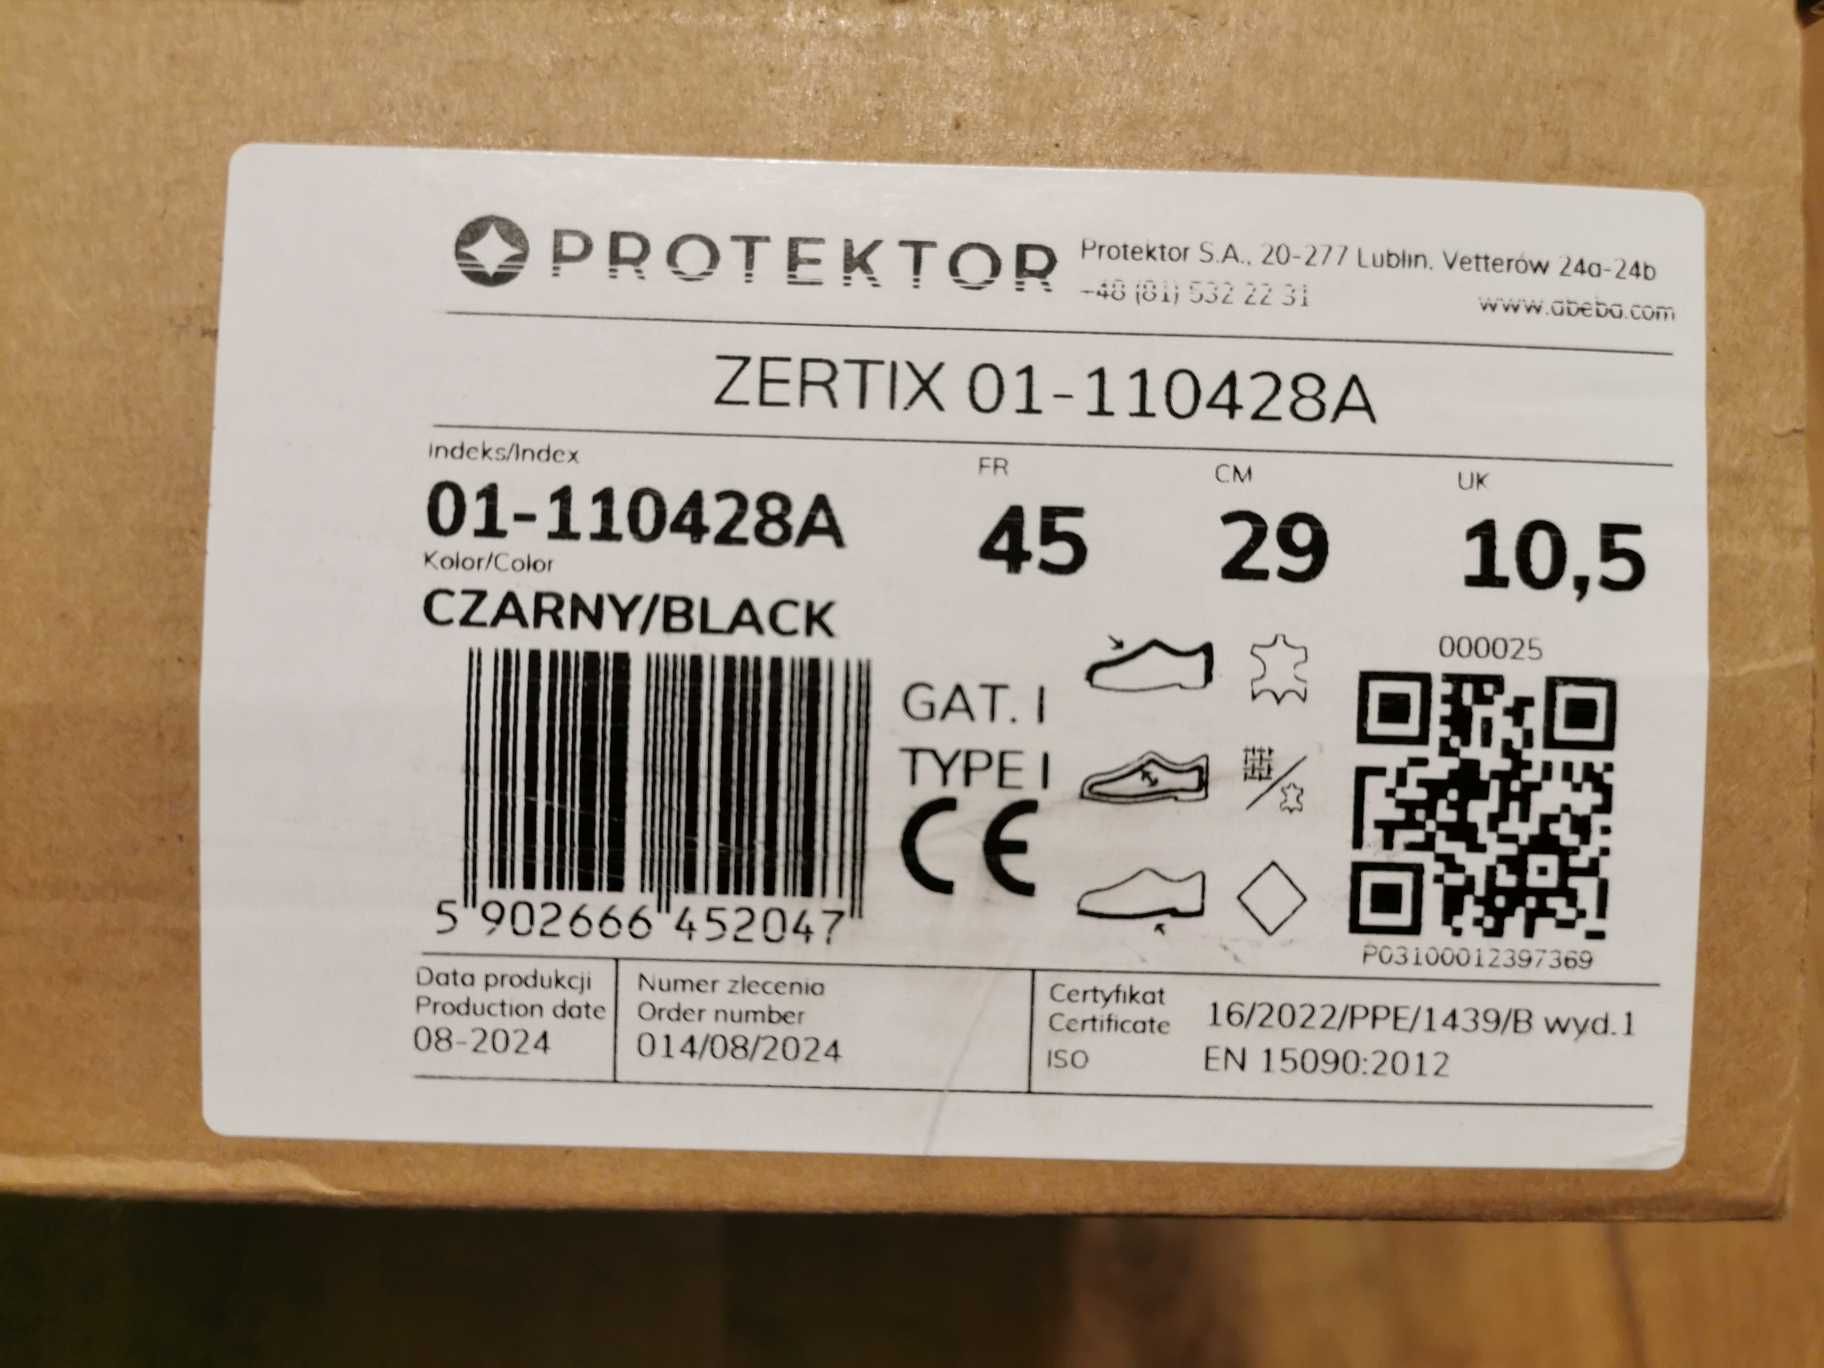 PROTEKTOR
Protektor S.A., 20-277 Lublin, Vetterów 24a-24b
+48 (81) 532 22 31
www.abeba.com
ZERTIX 01-110428A
Indeks/Index
01-110428A
FR
45
CM
29
UK
10,5
Kolor/Color
CZARNY/BLACK
GAT. I
TYPE I
CE
000025
P03100012397369
5 902666 452047
Data produkcji
Production date
08-2024
Numer zlecenia
Order number
014/08/2024
Certyfikat
Certificate
16/2022/PPE/1439/B wyd.1
ISO
EN 15090:2012